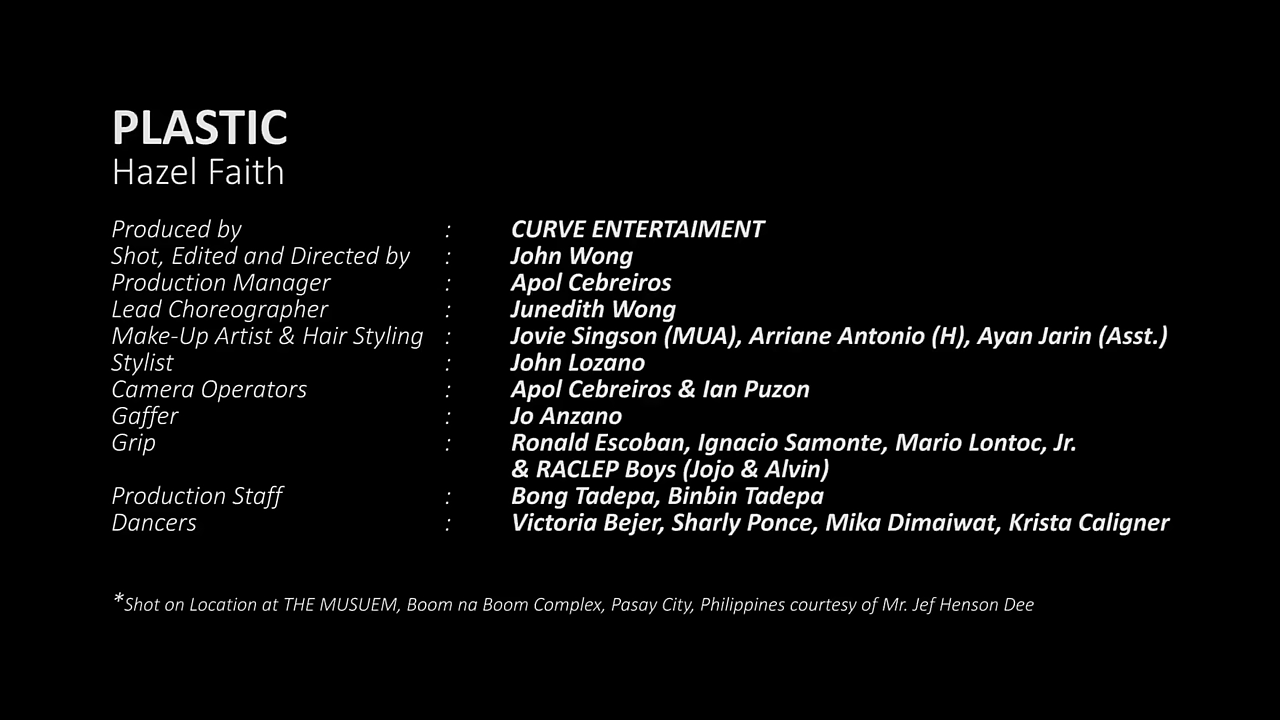 PLASTIC
Hazel Faith
Produced by : CURVE ENTERTAIMENT
Shot, Edited and Directed by : John Wong
Production Manager : Apol Cebreiros
Lead Choreographer : Junedith Wong
Make-Up Artist & Hair Styling : Jovie Singson (MUA), Arriane Antonio (H), Ayan Jarin (Asst.)
Stylist : John Lozano
Camera Operators : Apol Cebreiros & Ian Puzon
Gaffer : Jo Anzano
Grip : Ronald Escoban, Ignacio Samonte, Mario Lontoc, Jr.
& RACLEP Boys (Jojo & Alvin)
Production Staff : Bong Tadepa, Binbin Tadepa
Dancers : Victoria Bejer, Sharly Ponce, Mika Dimaiwat, Krista Caligner
*Shot on Location at THE MUSUEM, Boom na Boom Complex, Pasay City, Philippines courtesy of Mr. Jef Henson Dee